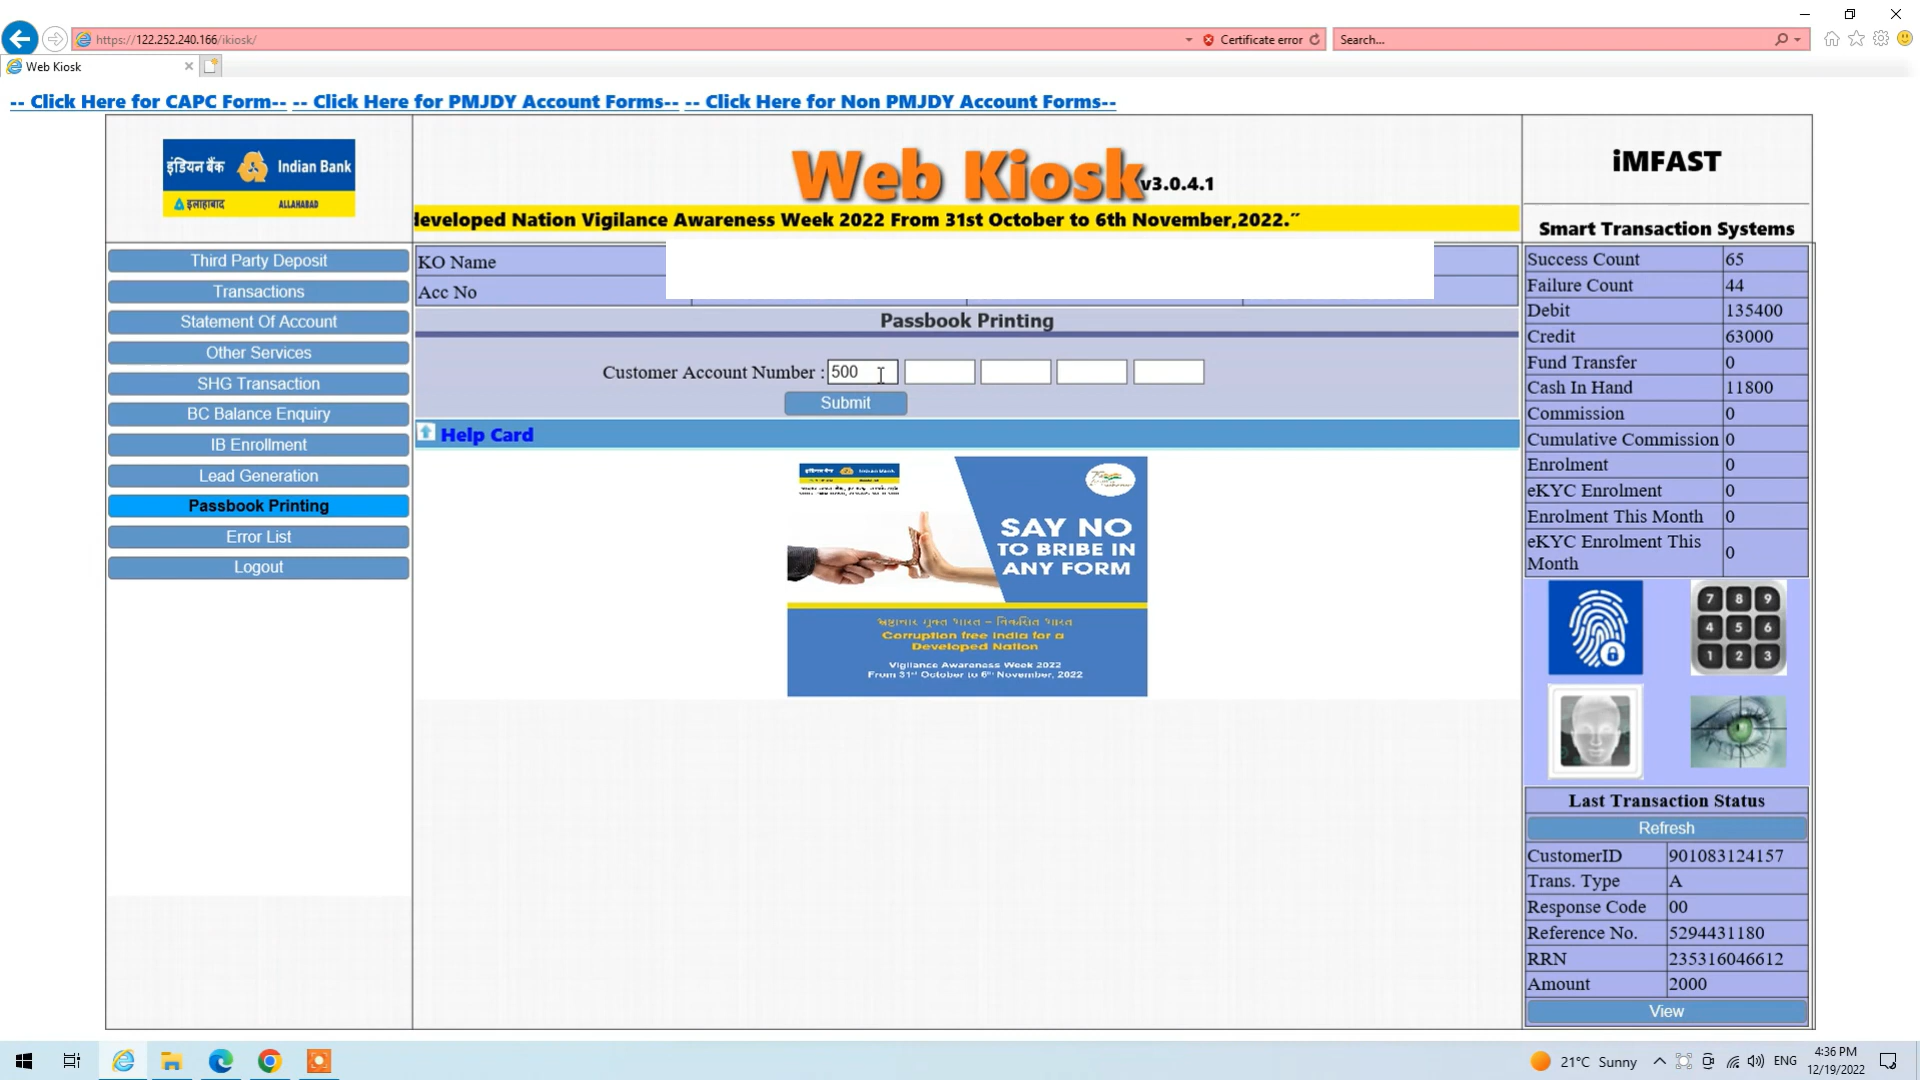 https://122.252.240.166/ikiosk/
Certificate error
Search...
Web Kiosk
-- Click Here for CAPC Form-- -- Click Here for PMJDY Account Forms-- -- Click Here for Non PMJDY Account Forms--
इंडियन बैंक Indian Bank
इलाहाबाद ALLAHABAD
Web Kiosk v3.0.4.1
developed Nation Vigilance Awareness Week 2022 From 31st October to 6th November,2022.”
iMFAST
Smart Transaction Systems
Third Party Deposit
Transactions
Statement Of Account
Other Services
SHG Transaction
BC Balance Enquiry
IB Enrollment
Lead Generation
Passbook Printing
Error List
Logout
KO Name
Acc No
Passbook Printing
Customer Account Number : 500
Submit
Help Card
इंडियन बैंक Indian Bank
SAY NO
TO BRIBE IN
ANY FORM
भ्रष्टाचार मुक्त भारत – विकसित भारत
Corruption free India for a
Developed Nation
Vigilance Awareness Week 2022
From 31st October to 6th November, 2022
Success Count 65
Failure Count 44
Debit 135400
Credit 63000
Fund Transfer 0
Cash In Hand 11800
Commission 0
Cumulative Commission 0
Enrolment 0
eKYC Enrolment 0
Enrolment This Month 0
eKYC Enrolment This
Month 0
7 8 9
4 5 6
1 2 3
Last Transaction Status
Refresh
CustomerID 901083124157
Trans. Type A
Response Code 00
Reference No. 5294431180
RRN 235316046612
Amount 2000
View
21°C Sunny
ENG
4:36 PM
12/19/2022